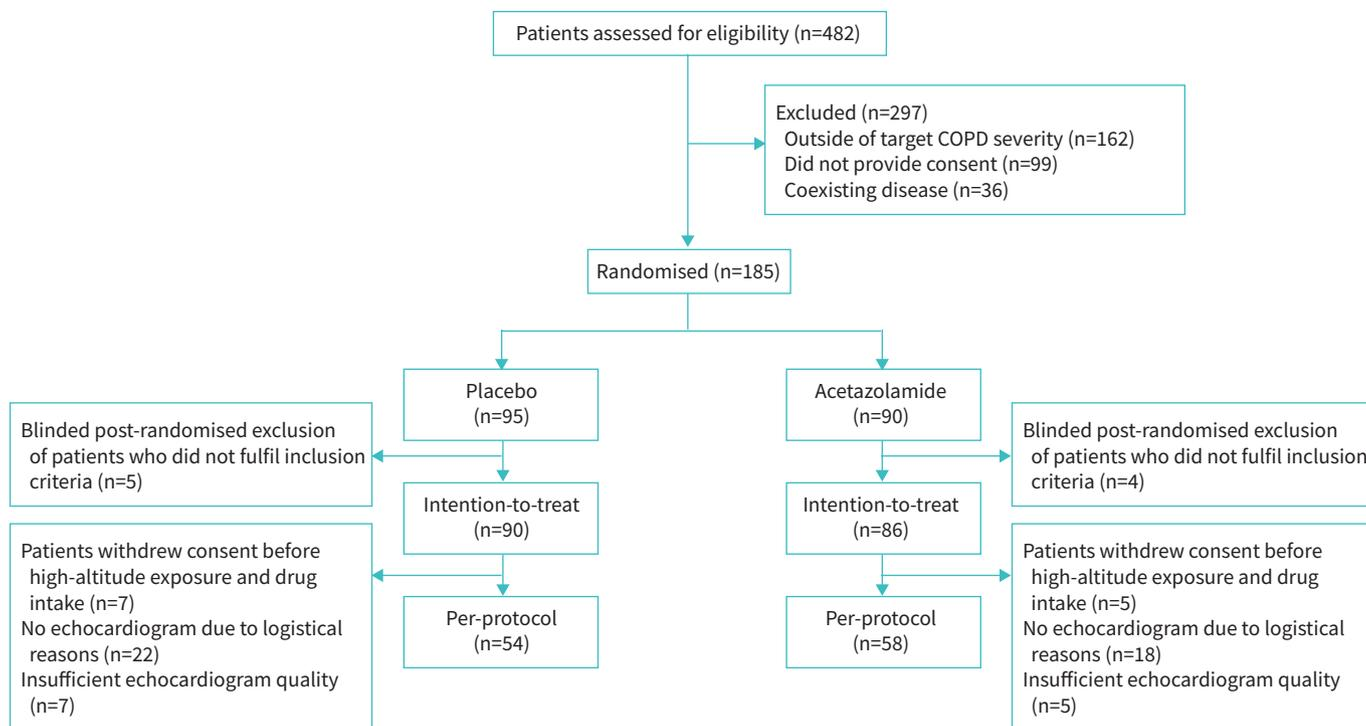 Patients assessed for eligibility (n=482)
Excluded (n=297)
Outside of target COPD severity (n=162)
Did not provide consent (n=99)
Coexisting disease (n=36)
Randomised (n=185)
Placebo
(n=95)
Acetazolamide
(n=90)
Blinded post-randomised exclusion
of patients who did not fulfil inclusion
criteria (n=5)
Blinded post-randomised exclusion
of patients who did not fulfil inclusion
criteria (n=4)
Intention-to-treat
(n=90)
Intention-to-treat
(n=86)
Patients withdrew consent before
high-altitude exposure and drug
intake (n=7)
No echocardiogram due to logistical
reasons (n=22)
Insufficient echocardiogram quality
(n=7)
Patients withdrew consent before
high-altitude exposure and drug
intake (n=5)
No echocardiogram due to logistical
reasons (n=18)
Insufficient echocardiogram quality
(n=5)
Per-protocol
(n=54)
Per-protocol
(n=58)